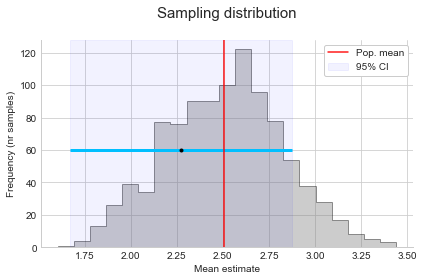 Sampling distribution
Pop. mean
95% CI
Frequency (nr samples)
120
100
80
60
40
20
0
1.75 2.00 2.25 2.50 2.75 3.00 3.25 3.50
Mean estimate